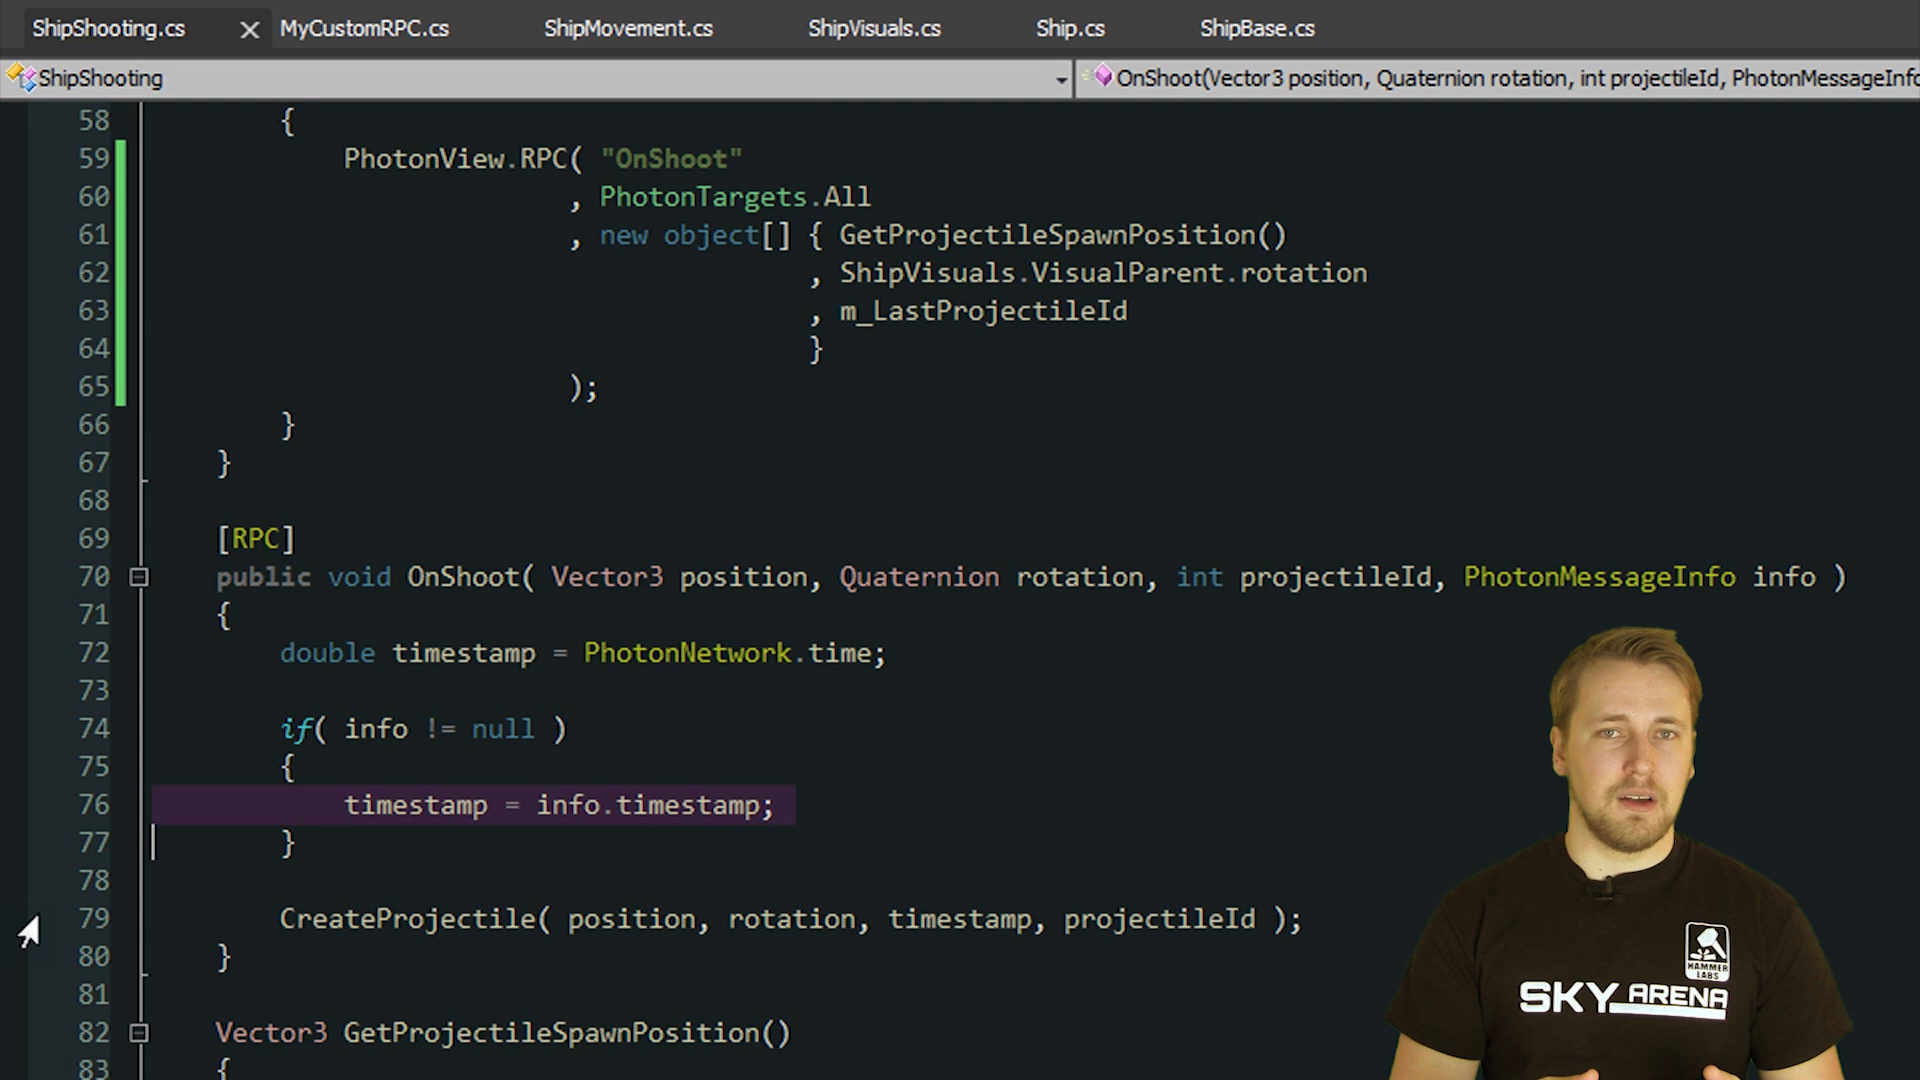 ShipShooting.cs MyCustomRPC.cs ShipMovement.cs ShipVisuals.cs Ship.cs ShipBase.cs
ShipShooting OnShoot(Vector3 position, Quaternion rotation, int projectileId, PhotonMessageInfo
58 {
59 PhotonView.RPC( "OnShoot"
60 , PhotonTargets.All
61 , new object[] { GetProjectileSpawnPosition()
62 , ShipVisuals.VisualParent.rotation
63 , m_LastProjectileId
64 }
65 );
66 }
67 }
68
69 [RPC]
70 public void OnShoot( Vector3 position, Quaternion rotation, int projectileId, PhotonMessageInfo info )
71 {
72 double timestamp = PhotonNetwork.time;
73
74 if( info != null )
75 {
76 timestamp = info.timestamp;
77 }
78
79 CreateProjectile( position, rotation, timestamp, projectileId );
80 }
81
82 Vector3 GetProjectileSpawnPosition()
83 {
HAMMER
LABS
SKY ARENA